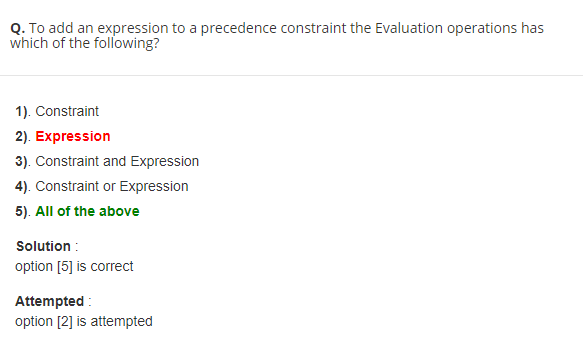 Q. To add an expression to a precedence constraint the Evaluation operations has
which of the following?
1). Constraint
2). Expression
3). Constraint and Expression
4). Constraint or Expression
5). All of the above
Solution :
option [5] is correct
Attempted :
option [2] is attempted